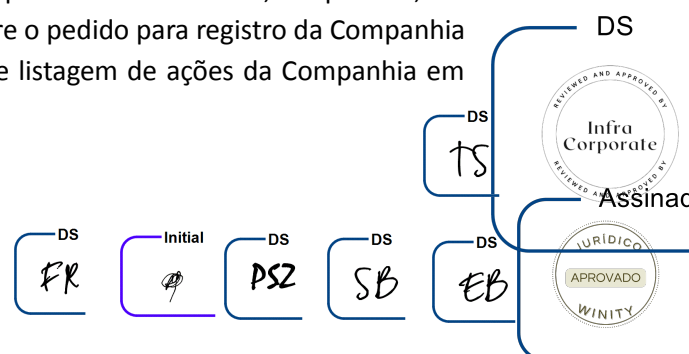 re o pedido para registro da Companhia
e listagem de ações da Companhia em
DS
REVIEWED AND APPROVED BY
Infra
Corporate
REVIEWED AND APPROVED BY
DS
TS
Assinad
DS
FR
Initial
DS
PSZ
DS
SB
DS
EB
JURÍDICO
APROVADO
WINITY